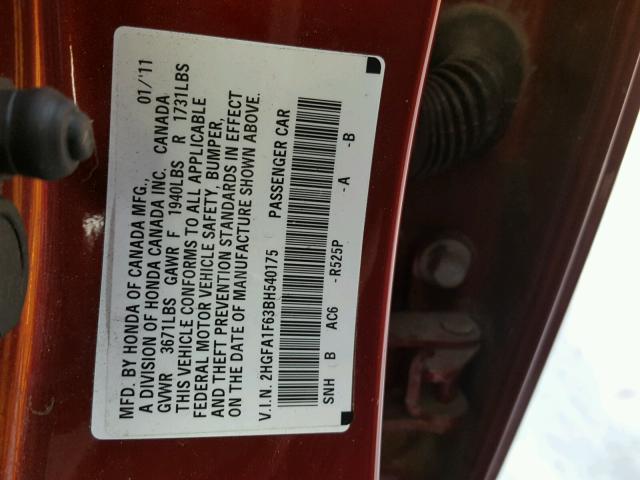 MFD. BY HONDA OF CANADA MFG., 01/'11
A DIVISION OF HONDA CANADA INC. CANADA
GVWR 3671LBS GAWR F 1940LBS R 1731LBS
THIS VEHICLE CONFORMS TO ALL APPLICABLE
FEDERAL MOTOR VEHICLE SAFETY, BUMPER,
AND THEFT PREVENTION STANDARDS IN EFFECT
ON THE DATE OF MANUFACTURE SHOWN ABOVE.
V.I.N. 2HGFA1F63BH540175 PASSENGER CAR
SNH B AC6 -R525P -A -B